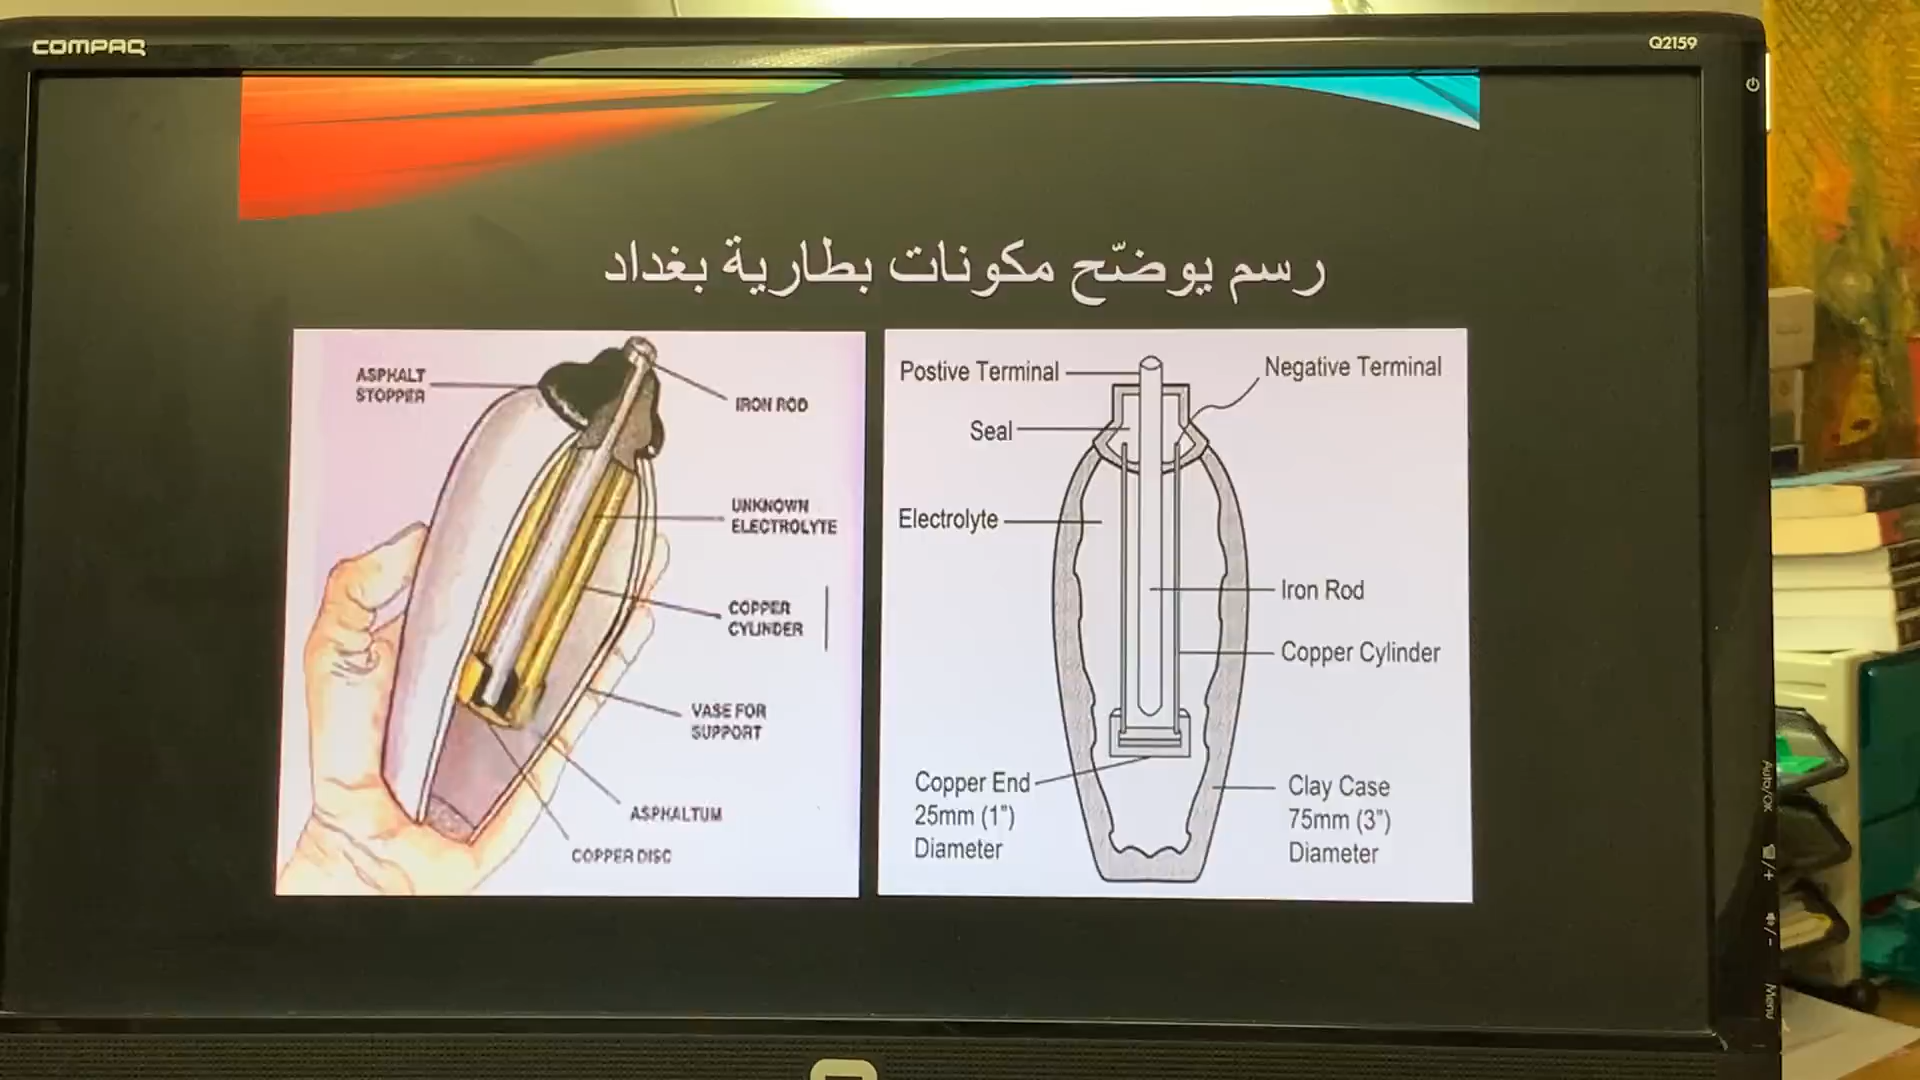 COMPAQ
Q2159
رسم يوضّح مكونات بطارية بغداد
ASPHALT
STOPPER
IRON ROD
UNKNOWN
ELECTROLYTE
COPPER
CYLINDER
VASE FOR
SUPPORT
ASPHALTUM
COPPER DISC
Postive Terminal
Negative Terminal
Seal
Electrolyte
Iron Rod
Copper Cylinder
Copper End
25mm (1")
Diameter
Clay Case
75mm (3")
Diameter
Auto/OK
/+
/-
Menu